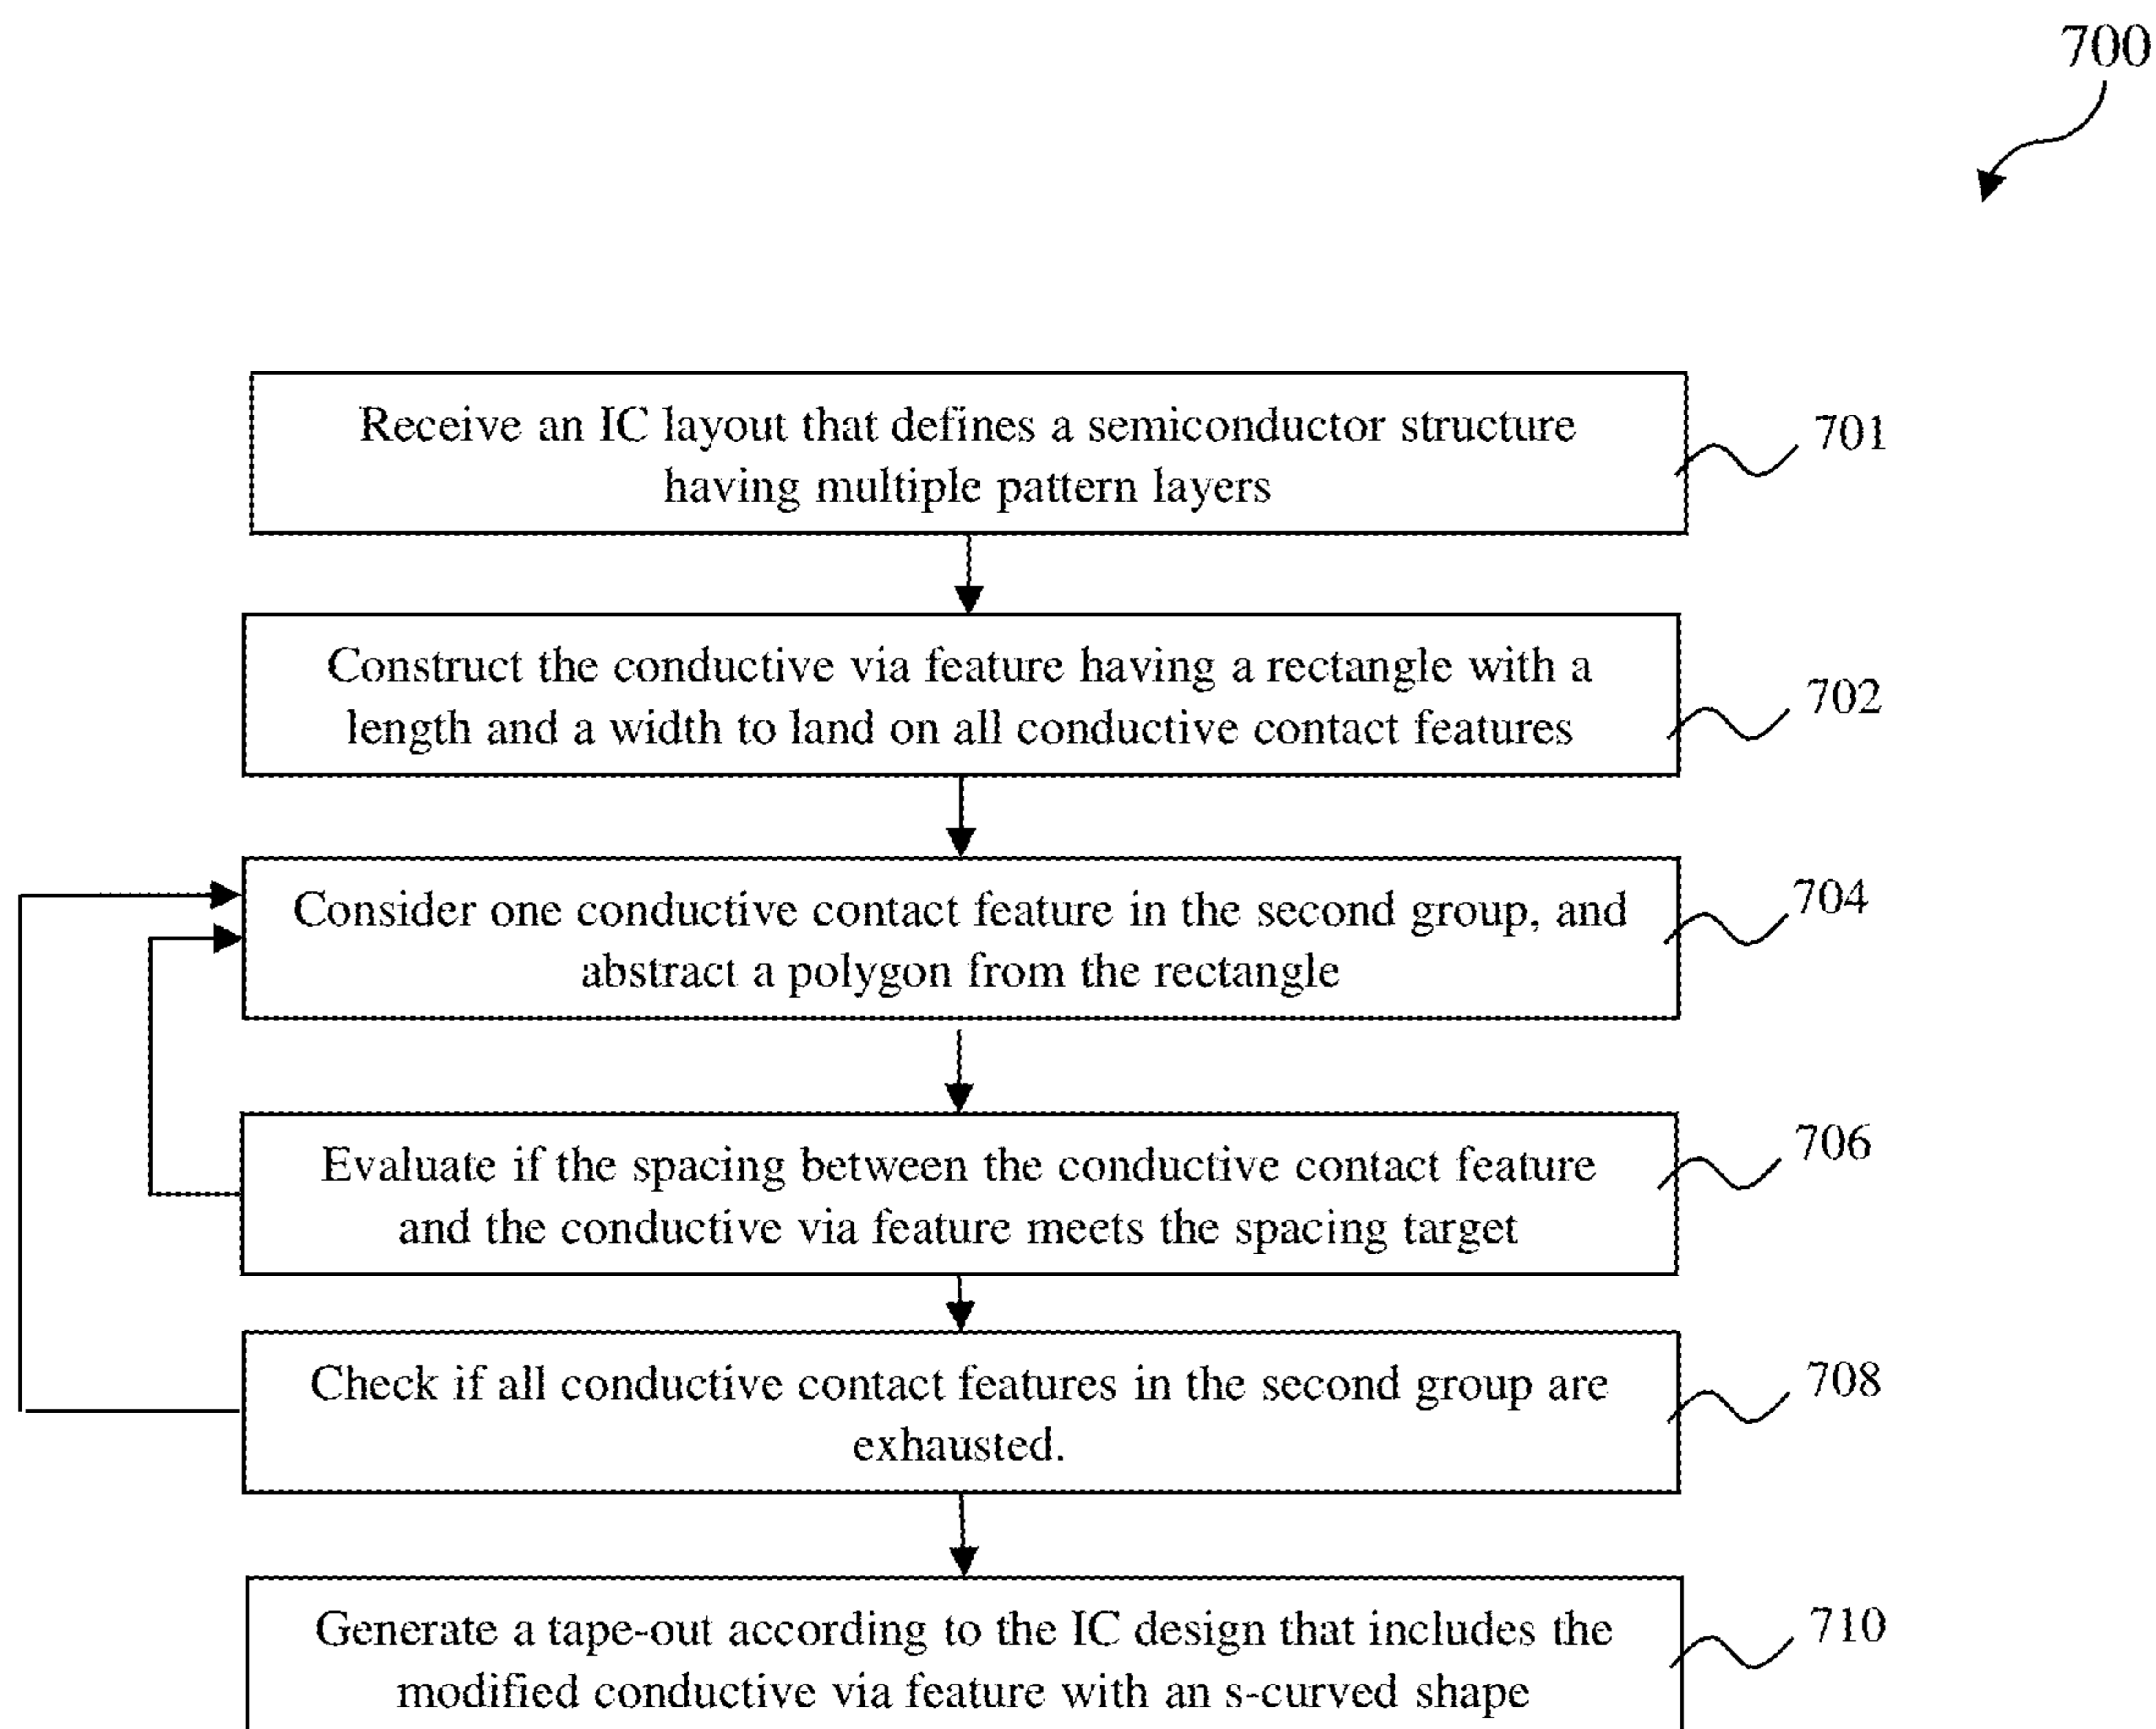 700
Receive an IC layout that defines a semiconductor structure
having multiple pattern layers
701
Construct the conductive via feature having a rectangle with a
length and a width to land on all conductive contact features
702
Consider one conductive contact feature in the second group, and
abstract a polygon from the rectangle
704
Evaluate if the spacing between the conductive contact feature
and the conductive via feature meets the spacing target
706
Check if all conductive contact features in the second group are
exhausted.
708
Generate a tape-out according to the IC design that includes the
modified conductive via feature with an s-curved shape
710